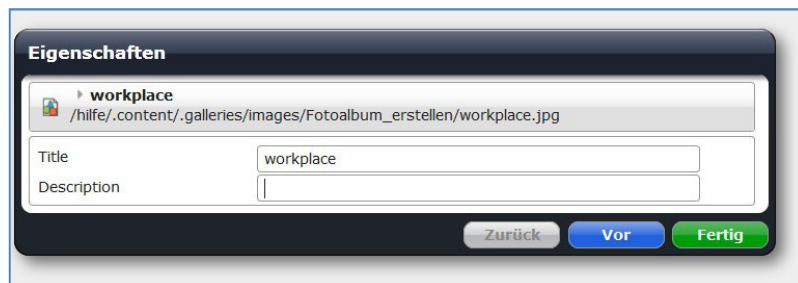 Eigenschaften
workplace
/hilfe/.content/.galleries/images/Fotoalbum_erstellen/workplace.jpg
Title workplace
Description
Zurück Vor Fertig